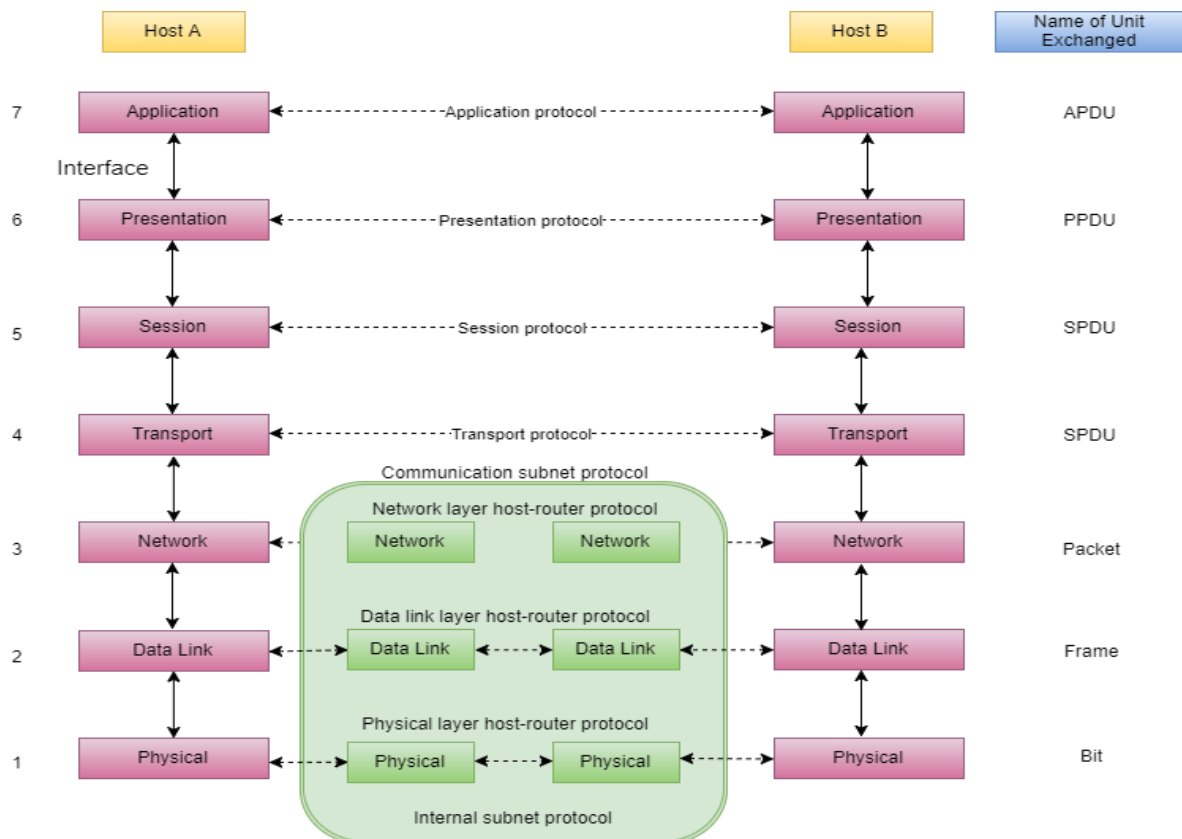 Host A
Host B
Name of Unit
Exchanged
7
Application
Application protocol
Application
APDU
Interface
6
Presentation
Presentation protocol
Presentation
PPDU
5
Session
Session protocol
Session
SPDU
4
Transport
Transport protocol
Transport
SPDU
Communication subnet protocol
Network layer host-router protocol
3
Network
Network
Network
Network
Packet
Data link layer host-router protocol
2
Data Link
Data Link
Data Link
Data Link
Frame
Physical layer host-router protocol
1
Physical
Physical
Physical
Physical
Bit
Internal subnet protocol